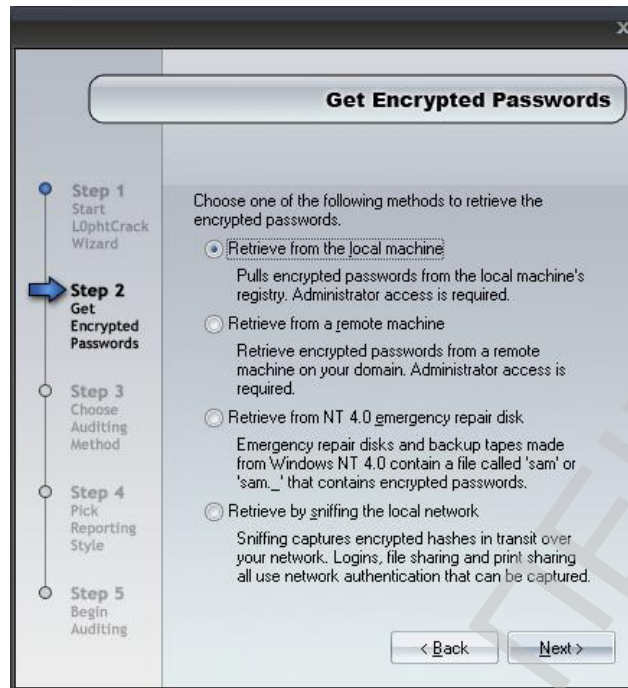 x
Get Encrypted Passwords
Step 1
Start
L0phtCrack
Wizard
Step 2
Get
Encrypted
Passwords
Step 3
Choose
Auditing
Method
Step 4
Pick
Reporting
Style
Step 5
Begin
Auditing
Choose one of the following methods to retrieve the
encrypted passwords.
Retrieve from the local machine
Pulls encrypted passwords from the local machine's
registry. Administrator access is required.
Retrieve from a remote machine
Retrieve encrypted passwords from a remote
machine on your domain. Administrator access is
required.
Retrieve from NT 4.0 emergency repair disk
Emergency repair disks and backup tapes made
from Windows NT 4.0 contain a file called 'sam' or
'sam._' that contains encrypted passwords.
Retrieve by sniffing the local network
Sniffing captures encrypted hashes in transit over
your network. Logins, file sharing and print sharing
all use network authentication that can be captured.
< Back
Next >